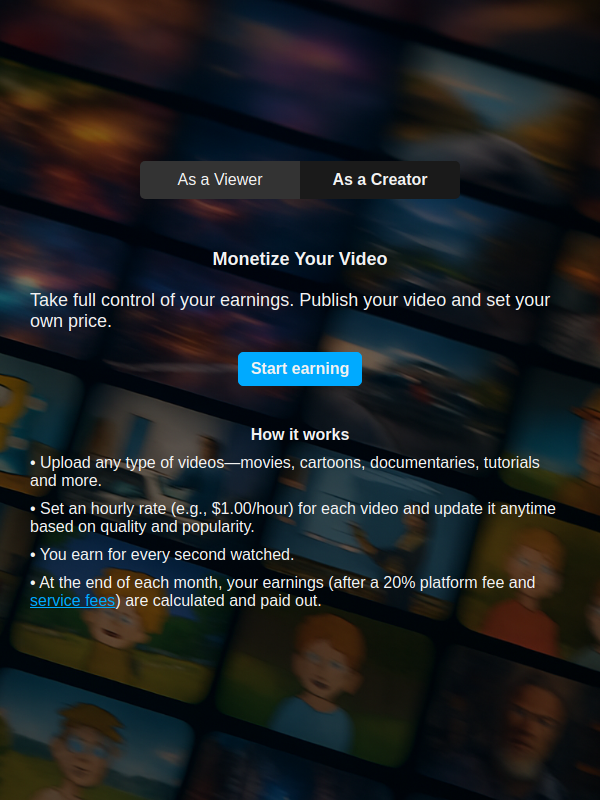 As a Viewer
As a Creator
Monetize Your Video
Take full control of your earnings. Publish your video and set your
own price.
Start earning
How it works
• Upload any type of videos—movies, cartoons, documentaries, tutorials
and more.
• Set an hourly rate (e.g., $1.00/hour) for each video and update it anytime
based on quality and popularity.
• You earn for every second watched.
• At the end of each month, your earnings (after a 20% platform fee and
service fees) are calculated and paid out.